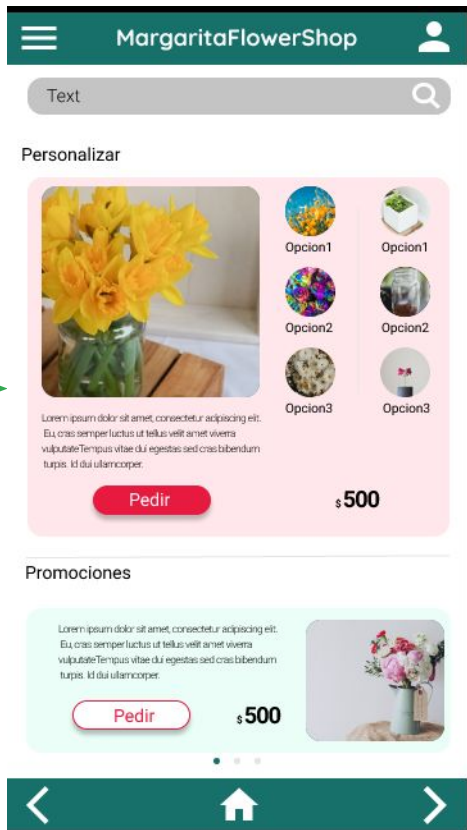 MargaritaFlowerShop
Text
Personalizar
Opcion1
Opcion1
Opcion2
Opcion2
Opcion3
Opcion3
Lorem ipsum dolor sit amet, consectetur adipiscing elit.
Eu, cras semper luctus ut tellus velit amet viverra
vulputateTempus vitae dui egestas sed cras bibendum
turpis. Id dui ullamcorper.
Pedir
$500
Promociones
Lorem ipsum dolor sit amet, consectetur adipiscing elit.
Eu, cras semper luctus ut tellus velit amet viverra
vulputateTempus vitae dui egestas sed cras bibendum
turpis. Id dui ullamcorper.
Pedir
$500